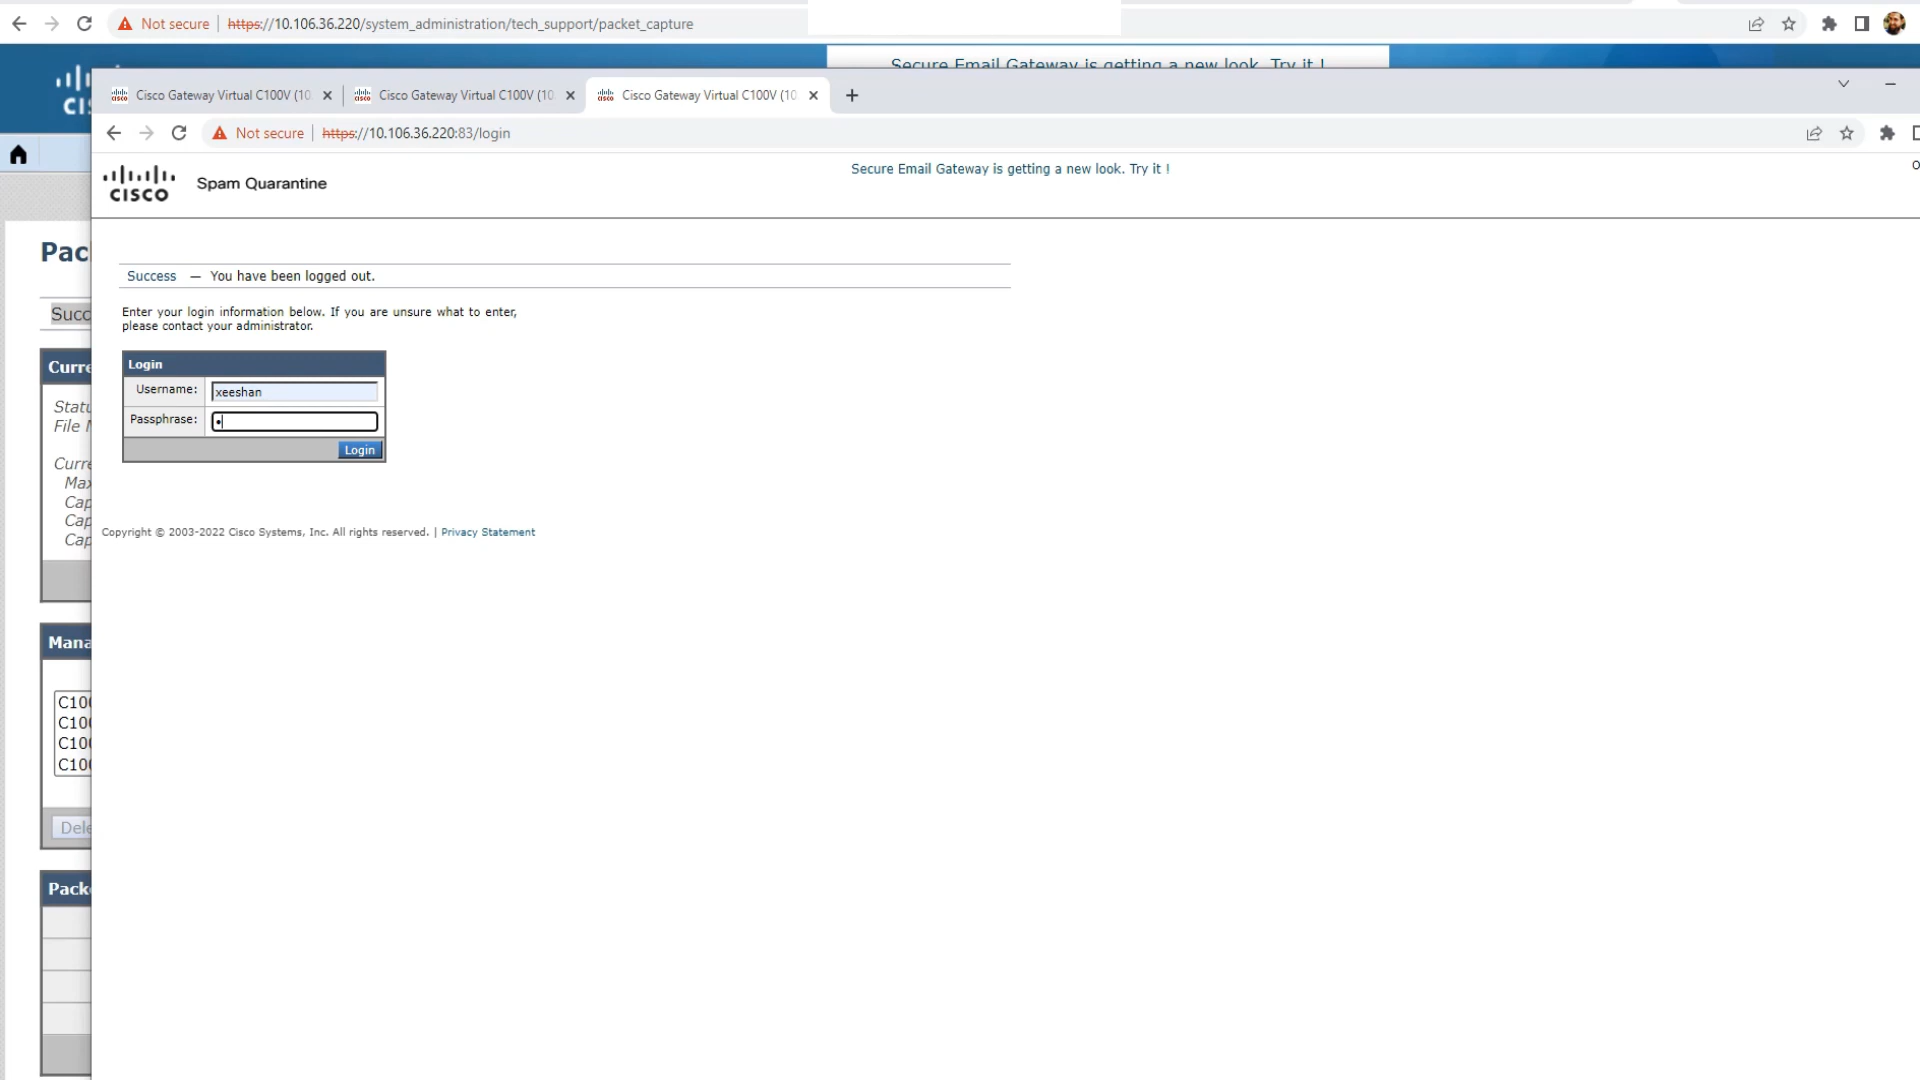 Not secure
https://10.106.36.220/system_administration/tech_support/packet_capture
Secure Email Gateway is getting a new look. Try it !
Cisco Gateway Virtual C100V (10
Cisco Gateway Virtual C100V (10
Cisco Gateway Virtual C100V (10
Not secure
https://10.106.36.220:83/login
CISCO
Spam Quarantine
Secure Email Gateway is getting a new look. Try it !
Success — You have been logged out.
Enter your login information below. If you are unsure what to enter,
please contact your administrator.
Login
Username: xeeshan
Passphrase: •
Login
Copyright © 2003-2022 Cisco Systems, Inc. All rights reserved. | Privacy Statement
Pac
Succ
Curre
Statu
File
Curre
Max
Cap
Cap
Cap
Mana
C100
C100
C100
C100
Dele
Packe